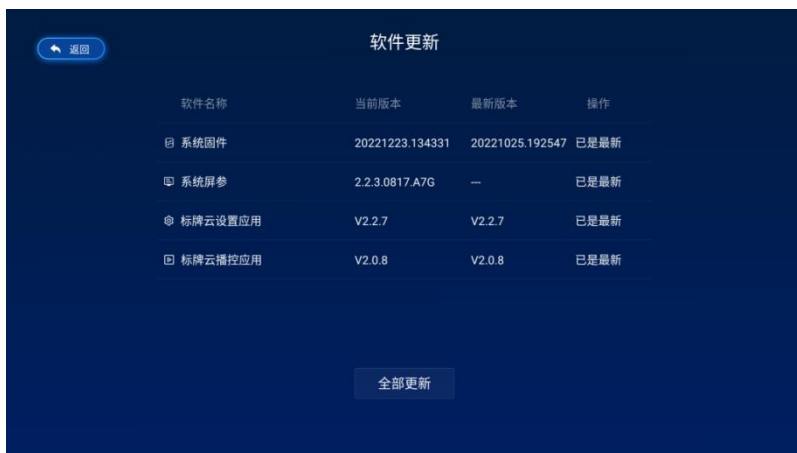 返回
软件更新
软件名称 当前版本 最新版本 操作
系统固件 20221223.134331 20221025.192547 已是最新
系统屏参 2.2.3.0817.A7G --- 已是最新
标牌云设置应用 V2.2.7 V2.2.7 已是最新
标牌云播控应用 V2.0.8 V2.0.8 已是最新
全部更新